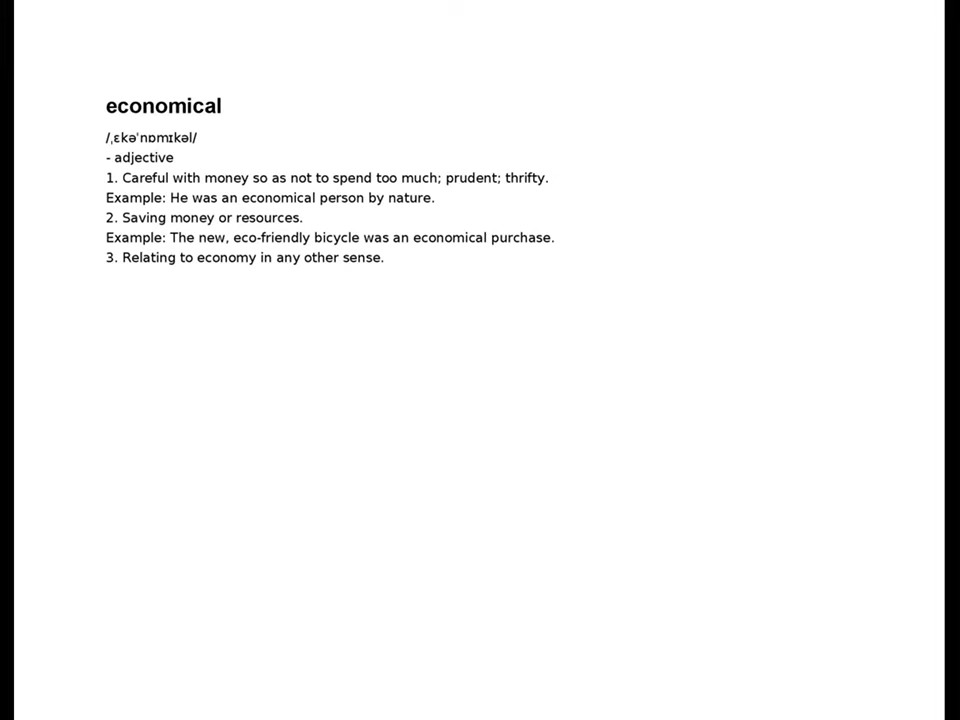 economical
/ˌɛkəˈnɒmɪkəl/
- adjective
1. Careful with money so as not to spend too much; prudent; thrifty.
Example: He was an economical person by nature.
2. Saving money or resources.
Example: The new, eco-friendly bicycle was an economical purchase.
3. Relating to economy in any other sense.